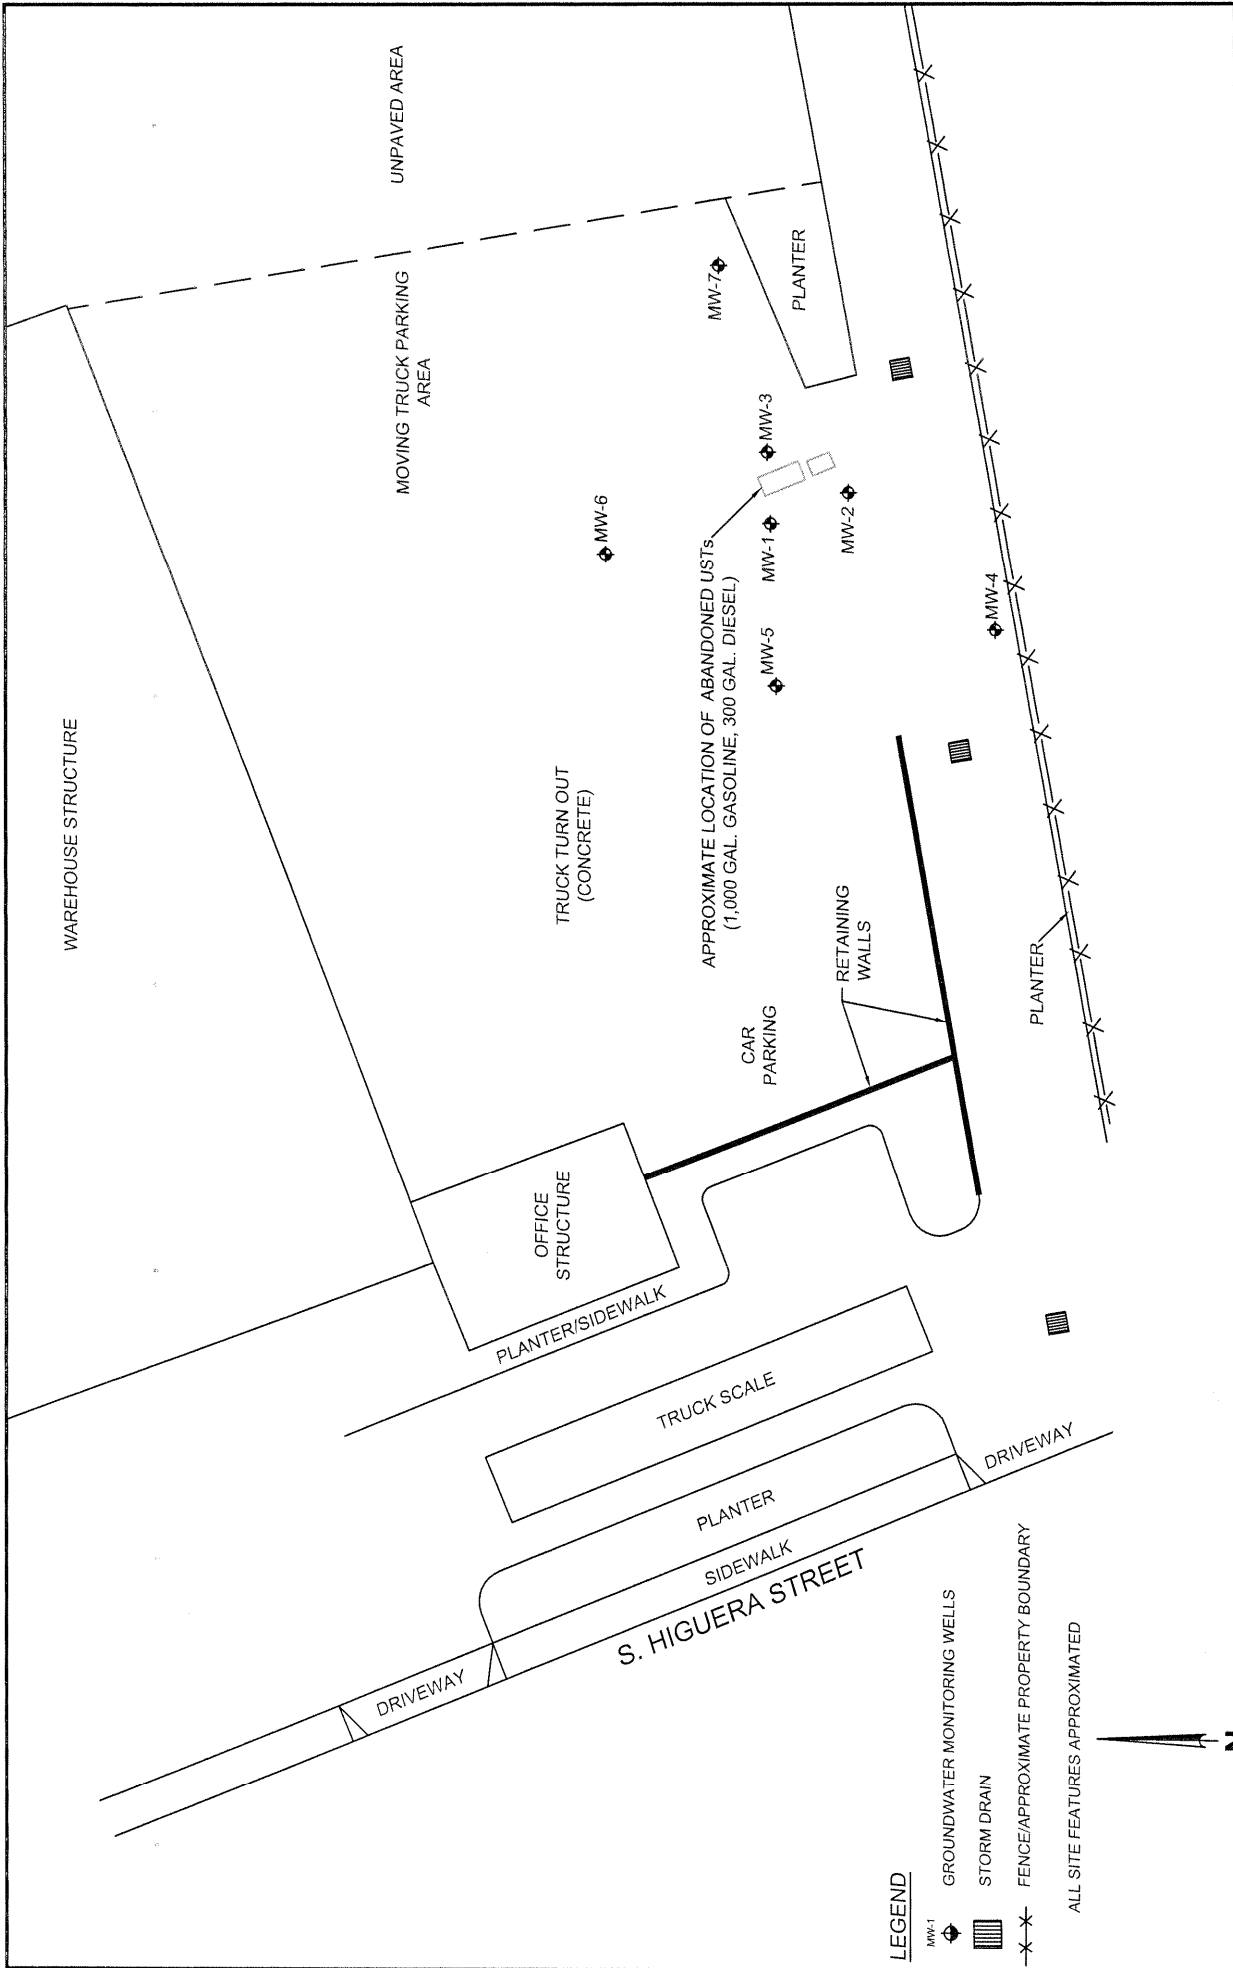 WAREHOUSE STRUCTURE
UNPAVED AREA
MOVING TRUCK PARKING
AREA
TRUCK TURN OUT
(CONCRETE)
OFFICE
STRUCTURE
PLANTER/SIDEWALK
TRUCK SCALE
PLANTER
SIDEWALK
S. HIGUERA STREET
DRIVEWAY
DRIVEWAY
CAR
PARKING
RETAINING
WALLS
APPROXIMATE LOCATION OF ABANDONED USTs
(1,000 GAL. GASOLINE, 300 GAL. DIESEL)
MW-6
MW-7
MW-3
MW-1
MW-5
MW-2
MW-4
PLANTER
PLANTER
LEGEND
MW-1
GROUNDWATER MONITORING WELLS
STORM DRAIN
FENCE/APPROXIMATE PROPERTY BOUNDARY
ALL SITE FEATURES APPROXIMATED
N